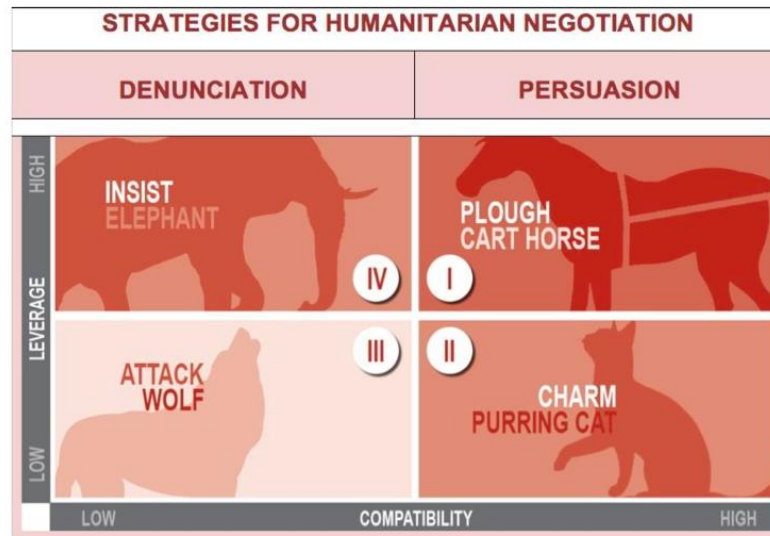 STRATEGIES FOR HUMANITARIAN NEGOTIATION
DENUNCIATION
PERSUASION
HIGH
LEVERAGE
LOW
INSIST
ELEPHANT
IV
PLOUGH
CART HORSE
I
ATTACK
WOLF
III
II
CHARM
PURRING CAT
LOW
COMPATIBILITY
HIGH